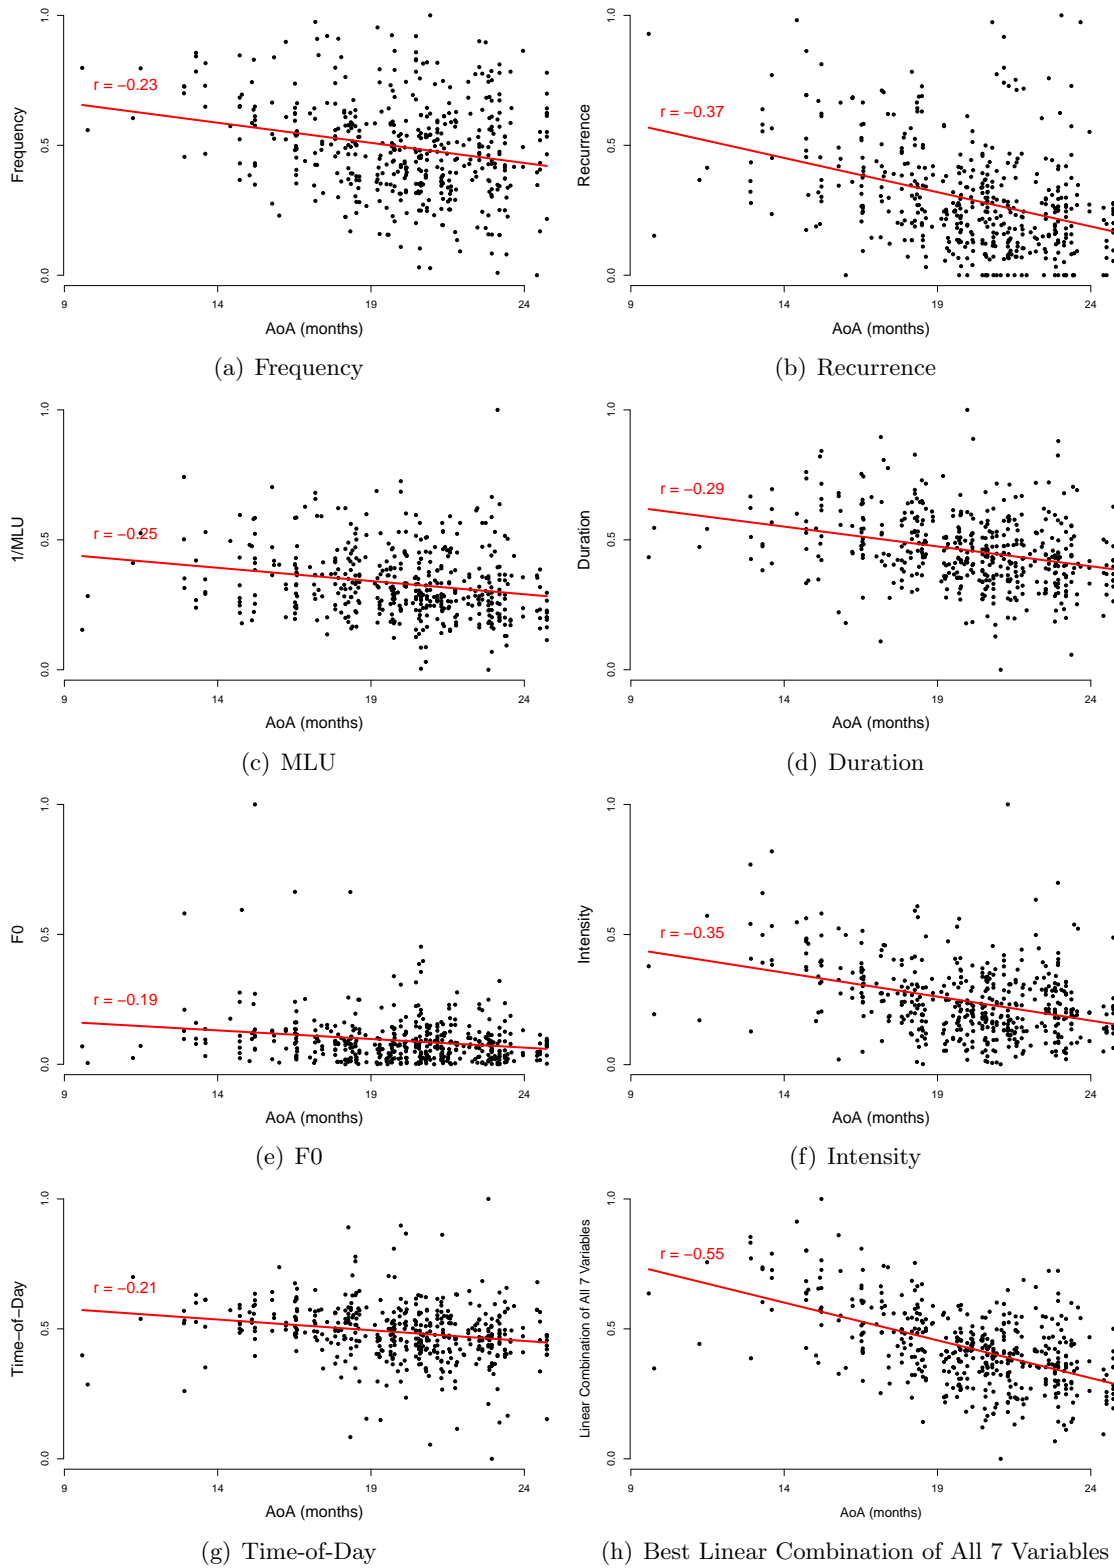 1.0
0.5
0.0
Frequency
r = −0.23
9
14
19
24
AoA (months)
(a) Frequency
1.0
0.5
0.0
Recurrence
r = −0.37
9
14
19
24
AoA (months)
(b) Recurrence
1.0
0.5
0.0
1/MLU
r = −0.25
9
14
19
24
AoA (months)
(c) MLU
1.0
0.5
0.0
Duration
r = −0.29
9
14
19
24
AoA (months)
(d) Duration
1.0
0.5
0.0
F0
r = −0.19
9
14
19
24
AoA (months)
(e) F0
1.0
0.5
0.0
Intensity
r = −0.35
9
14
19
24
AoA (months)
(f) Intensity
1.0
0.5
0.0
Time−of−Day
r = −0.21
9
14
19
24
AoA (months)
(g) Time-of-Day
1.0
0.5
0.0
Linear Combination of All 7 Variables
r = −0.55
9
14
19
24
AoA (months)
(h) Best Linear Combination of All 7 Variables